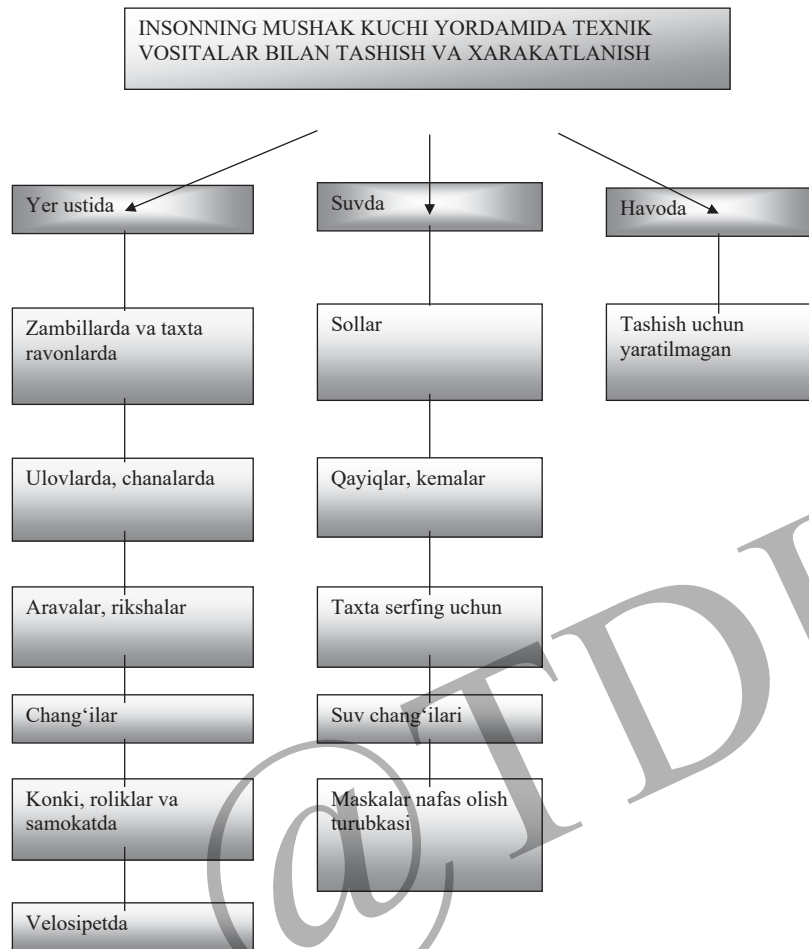 INSONNING MUSHAK KUCHI YORDAMIDA TEXNIK
VOSITALAR BILAN TASHISH VA XARAKATLANISH
Yer ustida
Suvda
Havoda
Zambillarda va taxta
ravonlarda
Sollar
Tashish uchun
yaratilmagan
Ulovlarda, chanalarda
Qayiqlar, kemalar
Aravalar, rikshalar
Taxta serfing uchun
Chang‘ilar
Suv chang‘ilari
Konki, roliklar va
samokatda
Maskalar nafas olish
turubkasi
Velosipetda